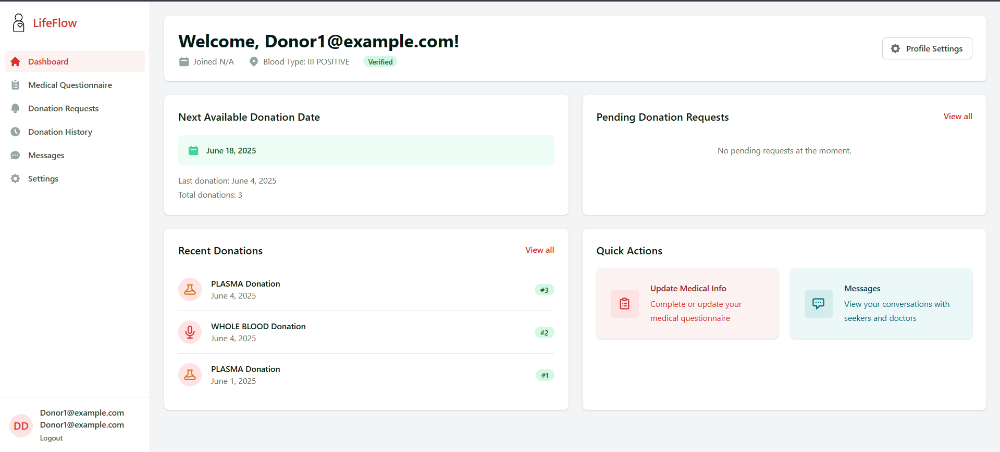 LifeFlow
Dashboard
Medical Questionnaire
Donation Requests
Donation History
Messages
Settings
Donor1@example.com
Donor1@example.com
Logout
DD
Welcome, Donor1@example.com!
Joined N/A
Blood Type: III POSITIVE
Verified
Profile Settings
Next Available Donation Date
June 18, 2025
Last donation: June 4, 2025
Total donations: 3
Pending Donation Requests
View all
No pending requests at the moment.
Recent Donations
View all
PLASMA Donation
June 4, 2025
#3
WHOLE BLOOD Donation
June 4, 2025
#2
PLASMA Donation
June 1, 2025
#1
Quick Actions
Update Medical Info
Complete or update your
medical questionnaire
Messages
View your conversations with
seekers and doctors